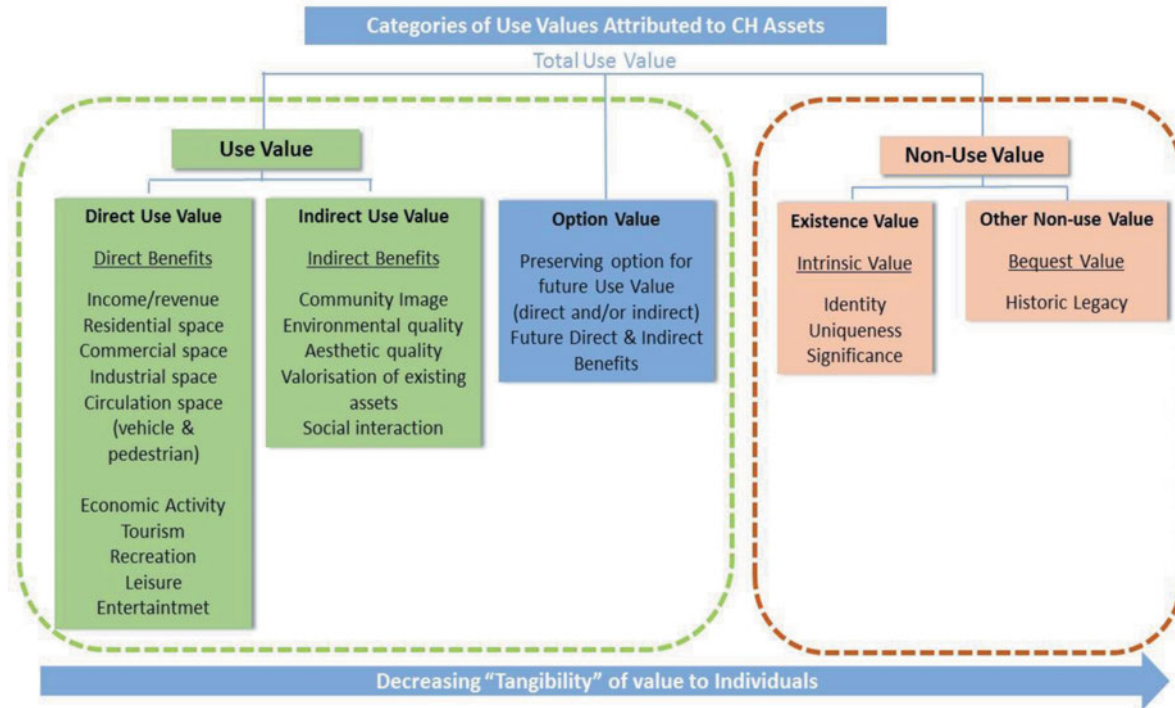 Categories of Use Values Attributed to CH Assets
Total Use Value
Use Value
Direct Use Value
Direct Benefits
Income/revenue
Residential space
Commercial space
Industrial space
Circulation space
(vehicle &
pedestrian)
Economic Activity
Tourism
Recreation
Leisure
Entertaintmet
Indirect Use Value
Indirect Benefits
Community Image
Environmental quality
Aesthetic quality
Valorisation of existing
assets
Social interaction
Option Value
Preserving option for
future Use Value
(direct and/or indirect)
Future Direct & Indirect
Benefits
Non-Use Value
Existence Value
Intrinsic Value
Identity
Uniqueness
Significance
Other Non-use Value
Bequest Value
Historic Legacy
Decreasing “Tangibility” of value to Individuals